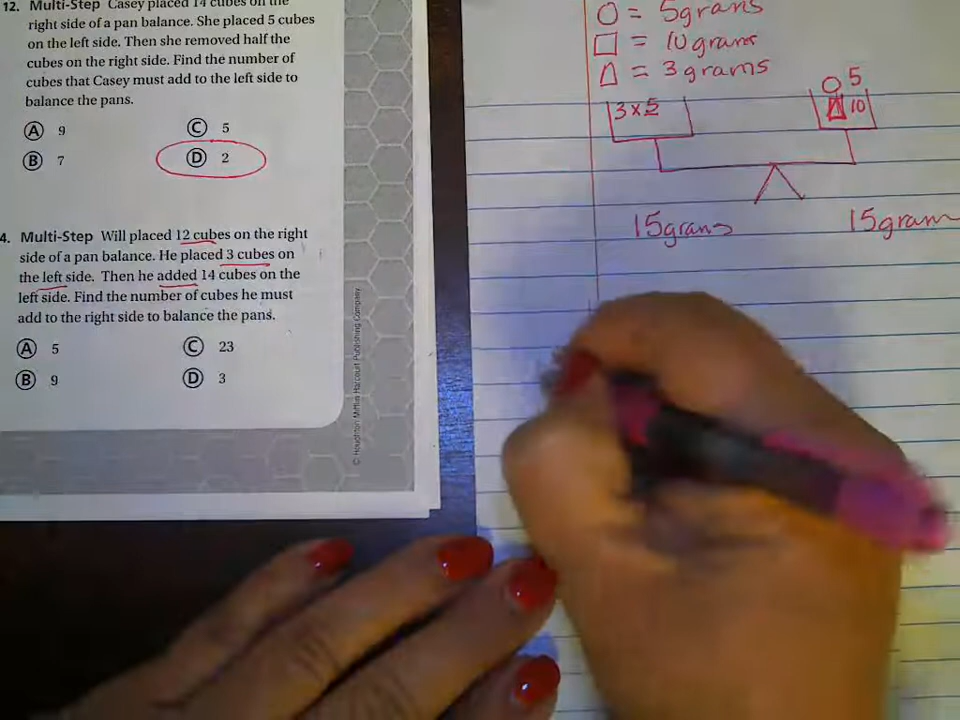 12. Multi-Step Casey placed 14 cubes on the
right side of a pan balance. She placed 5 cubes
on the left side. Then she removed half the
cubes on the right side. Find the number of
cubes that Casey must add to the left side to
balance the pans.
A 9
C 5
B 7
D 2
4. Multi-Step Will placed 12 cubes on the right
side of a pan balance. He placed 3 cubes on
the left side. Then he added 14 cubes on the
left side. Find the number of cubes he must
add to the right side to balance the pans.
A 5
C 23
B 9
D 3
© Houghton Mifflin Harcourt Publishing Company
= 5grams
= 10 grams
= 3 grams
3 x 5
5
10
15grams
15gram